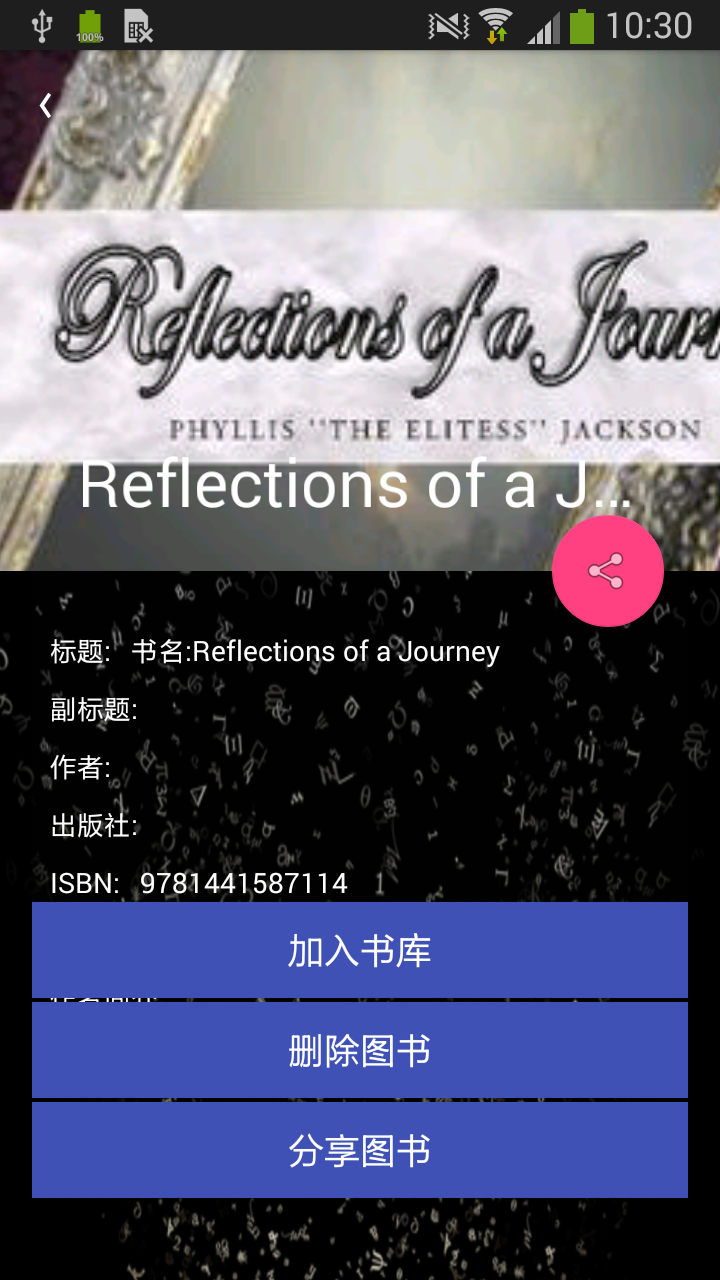 100%
10:30
Reflections of a Jour
PHYLLIS "THE ELITESS" JACKSON
Reflections of a J...
标题: 书名:Reflections of a Journey
副标题:
作者:
出版社:
ISBN: 9781441587114
加入书库
删除图书
分享图书